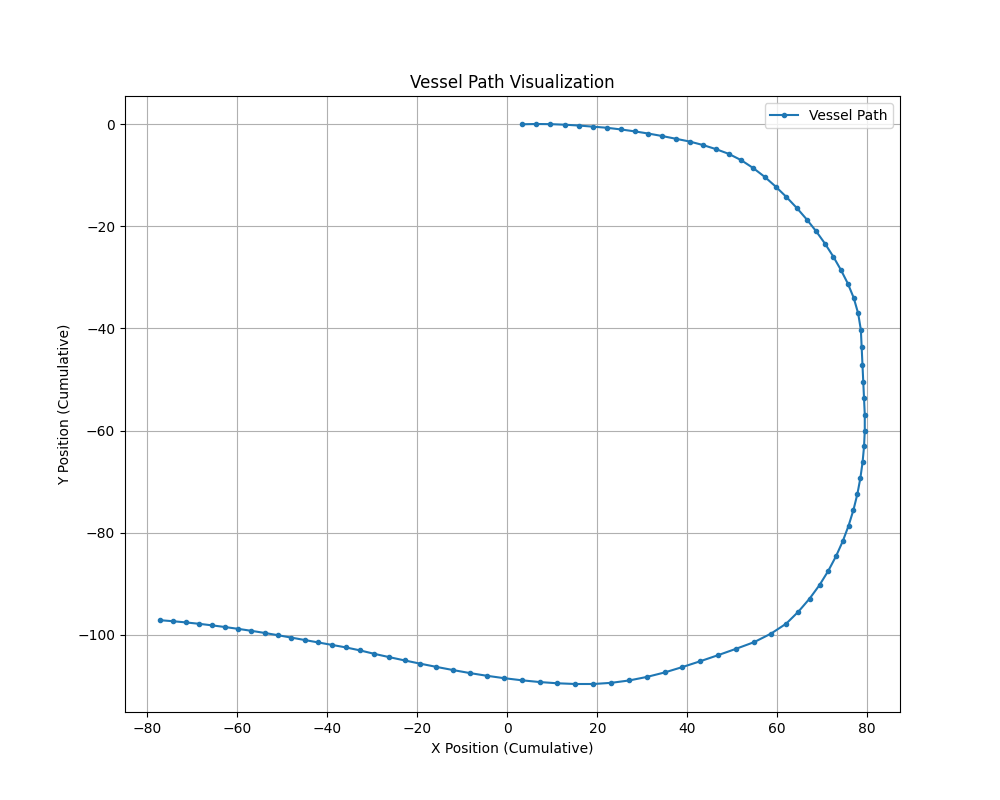 Vessel Path Visualization
Vessel Path
0
−20
−40
−60
−80
−100
Y Position (Cumulative)
−80 −60 −40 −20 0 20 40 60 80
X Position (Cumulative)